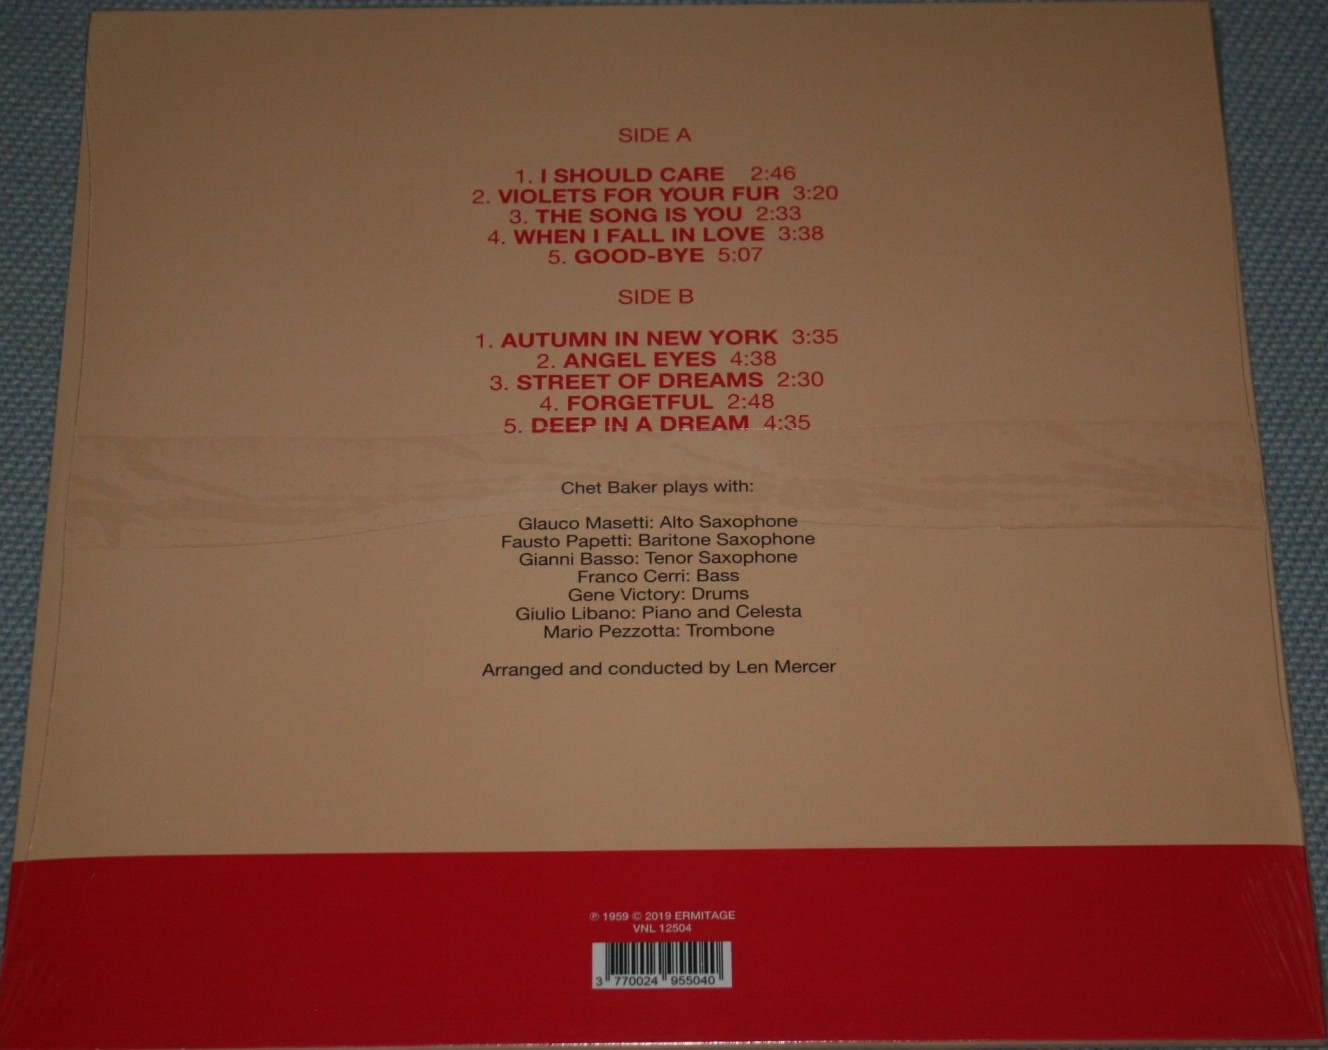 SIDE A
1. I SHOULD CARE 2:46
2. VIOLETS FOR YOUR FUR 3:20
3. THE SONG IS YOU 2:33
4. WHEN I FALL IN LOVE 3:38
5. GOOD-BYE 5:07
SIDE B
1. AUTUMN IN NEW YORK 3:35
2. ANGEL EYES 4:38
3. STREET OF DREAMS 2:30
4. FORGETFUL 2:48
5. DEEP IN A DREAM 4:35
Chet Baker plays with:
Glauco Masetti: Alto Saxophone
Fausto Papetti: Baritone Saxophone
Gianni Basso: Tenor Saxophone
Franco Cerri: Bass
Gene Victory: Drums
Giulio Libano: Piano and Celesta
Mario Pezzotta: Trombone
Arranged and conducted by Len Mercer
℗ 1959 © 2019 ERMITAGE
VNL 12504
3 770024 955040